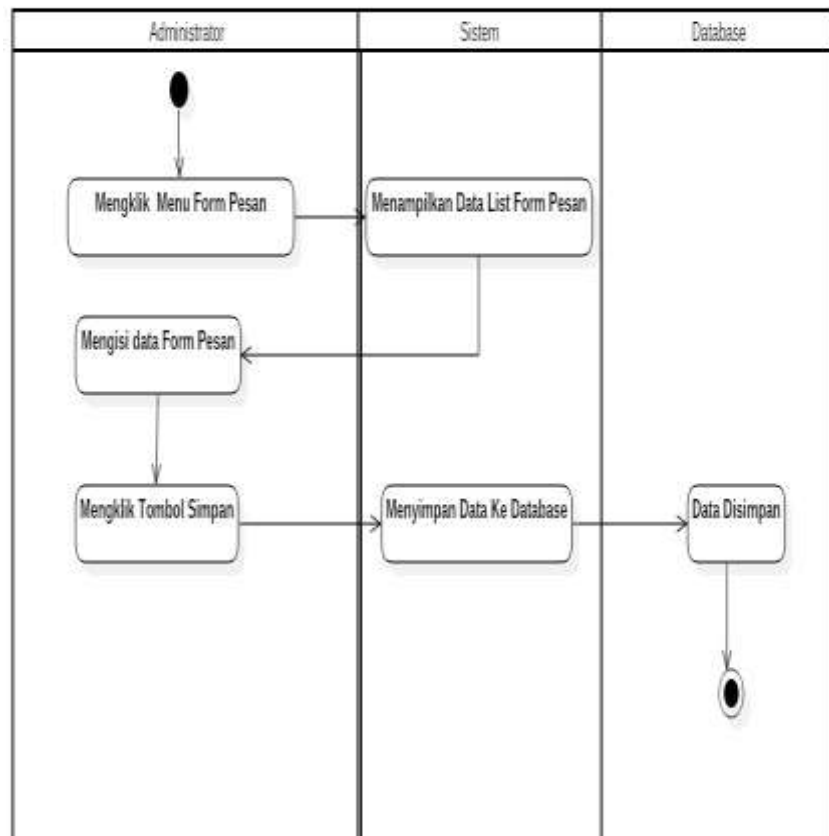 Administrator
Sistem
Database
Mengklik Menu Form Pesan
Menampilkan Data List Form Pesan
Mengisi data Form Pesan
Mengklik Tombol Simpan
Menyimpan Data Ke Database
Data Disimpan